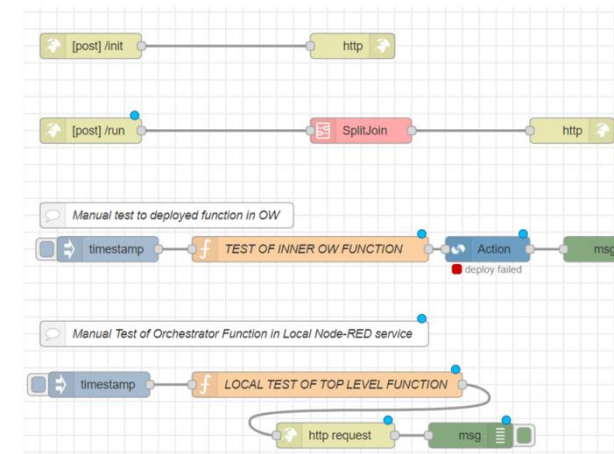 [post] /init
http
[post] /run
SplitJoin
http
Manual test to deployed function in OW
timestamp
TEST OF INNER OW FUNCTION
Action
msg
deploy failed
Manual Test of Orchestrator Function in Local Node-RED service
timestamp
LOCAL TEST OF TOP LEVEL FUNCTION
http request
msg